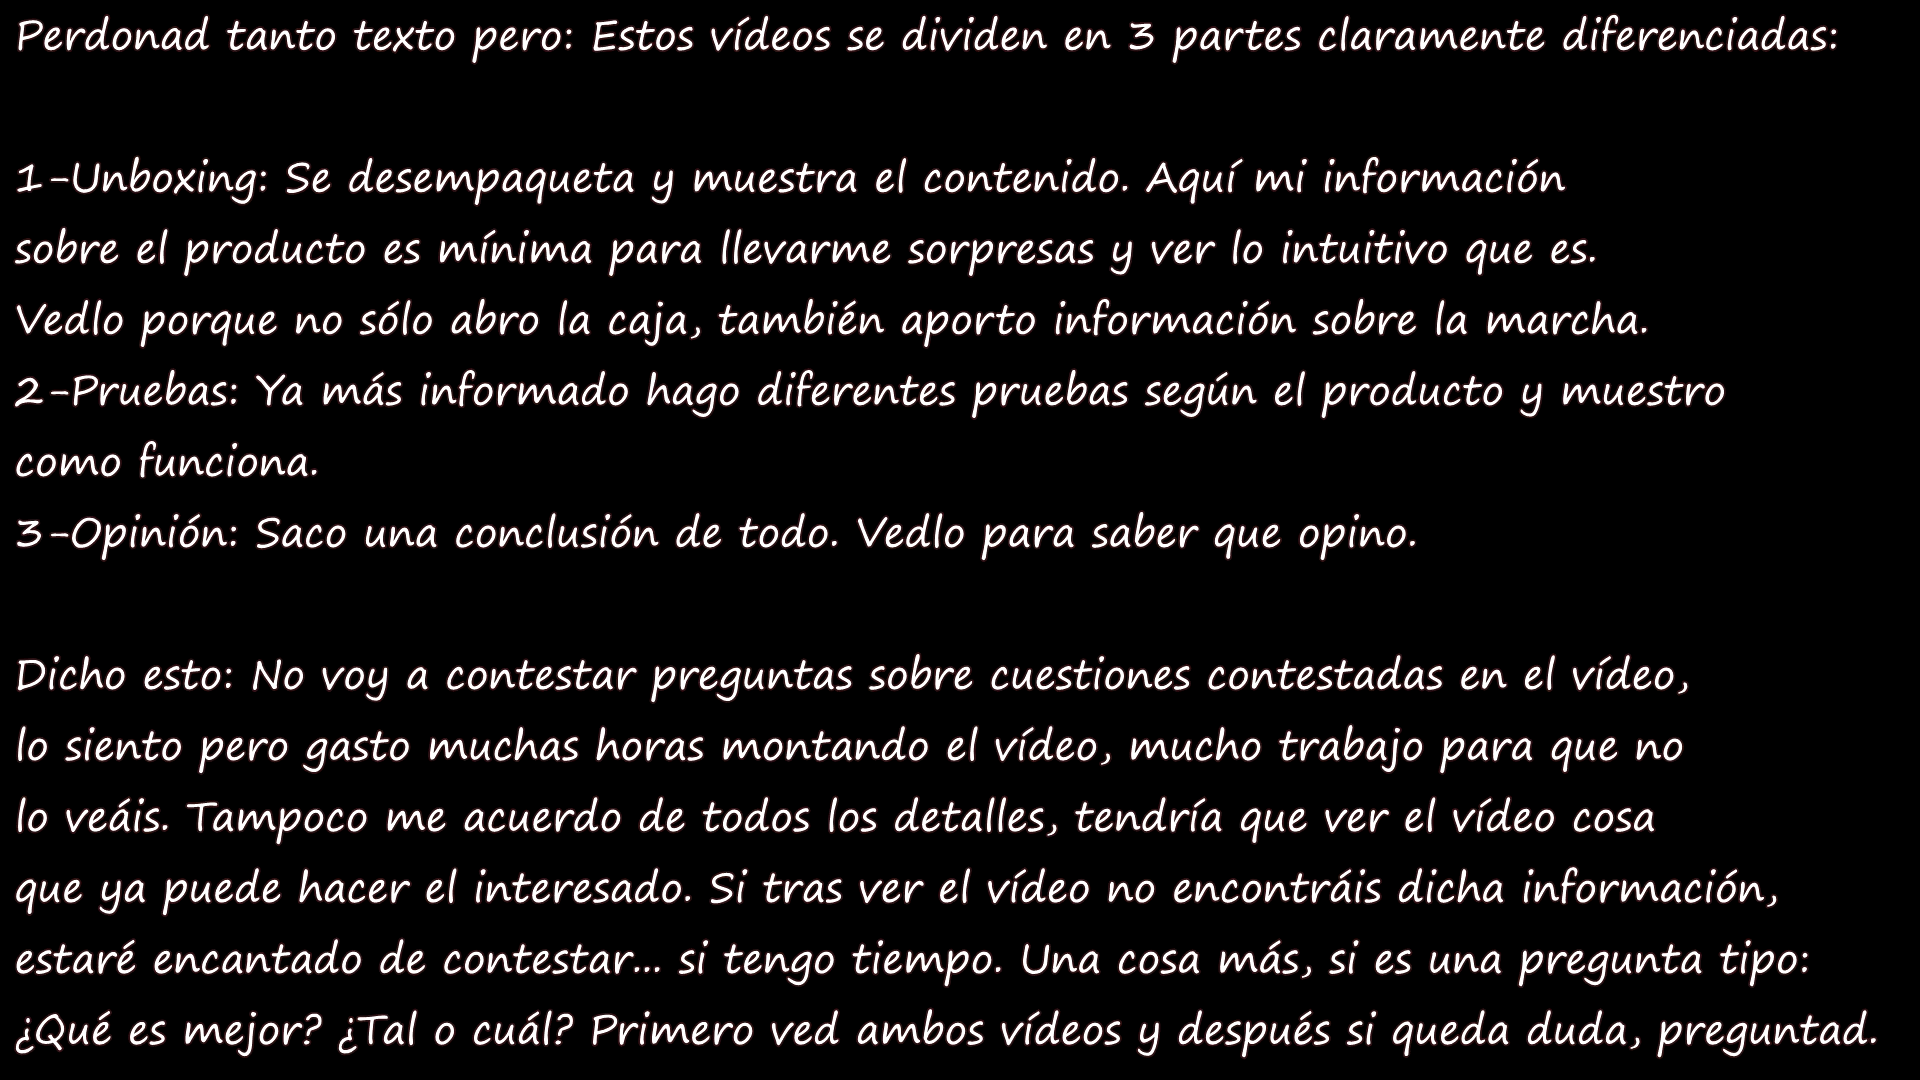 Perdonad tanto texto pero: Estos vídeos se dividen en 3 partes claramente diferenciadas:
1-Unboxing: Se desempaqueta y muestra el contenido. Aquí mi información
sobre el producto es mínima para llevarme sorpresas y ver lo intuitivo que es.
Vedlo porque no sólo abro la caja, también aporto información sobre la marcha.
2-Pruebas: Ya más informado hago diferentes pruebas según el producto y muestro
como funciona.
3-Opinión: Saco una conclusión de todo. Vedlo para saber que opino.
Dicho esto: No voy a contestar preguntas sobre cuestiones contestadas en el vídeo,
lo siento pero gasto muchas horas montando el vídeo, mucho trabajo para que no
lo veáis. Tampoco me acuerdo de todos los detalles, tendría que ver el vídeo cosa
que ya puede hacer el interesado. Si tras ver el vídeo no encontráis dicha información,
estaré encantado de contestar... si tengo tiempo. Una cosa más, si es una pregunta tipo:
¿Qué es mejor? ¿Tal o cuál? Primero ved ambos vídeos y después si queda duda, preguntad.